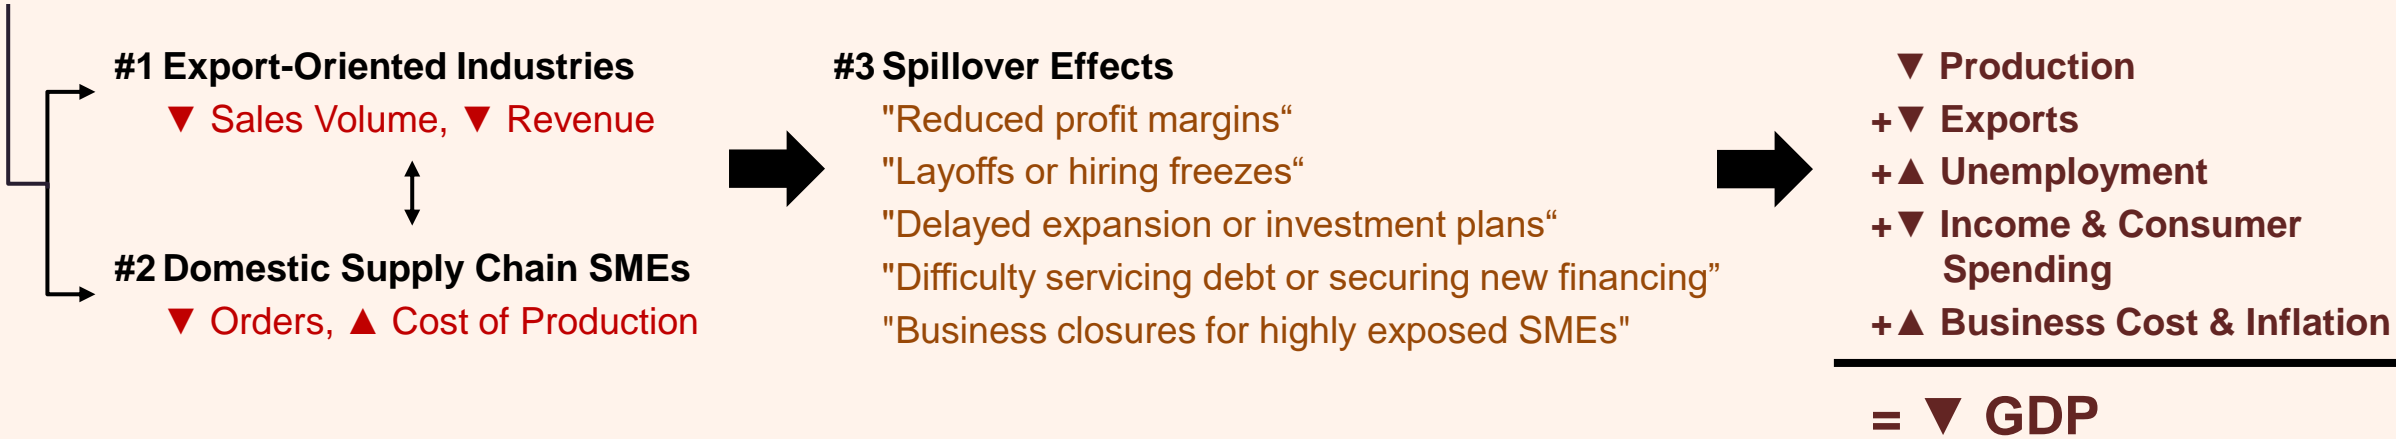 #1 Export-Oriented Industries
▼ Sales Volume, ▼ Revenue
#2 Domestic Supply Chain SMEs
▼ Orders, ▲ Cost of Production
#3 Spillover Effects
"Reduced profit margins“
"Layoffs or hiring freezes“
"Delayed expansion or investment plans“
"Difficulty servicing debt or securing new financing”
"Business closures for highly exposed SMEs"
▼ Production
+▼ Exports
+▲ Unemployment
+▼ Income & Consumer
Spending
+▲ Business Cost & Inflation
= ▼ GDP